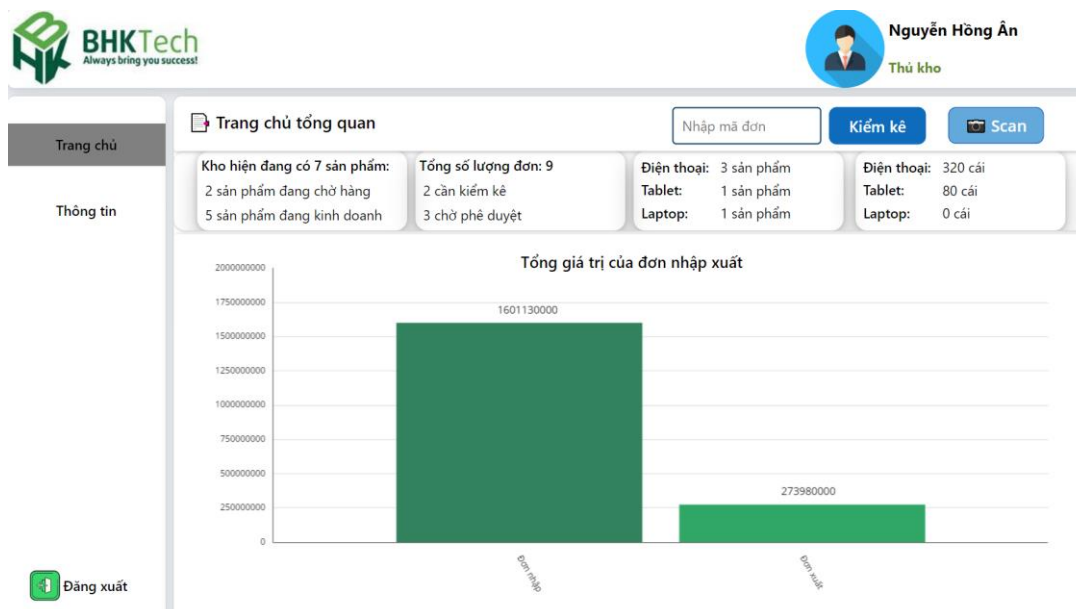 BHKTech
Always bring you success!
Nguyễn Hồng Ân
Thủ kho
Trang chủ
Thông tin
Đăng xuất
Trang chủ tổng quan
Nhập mã đơn
Kiểm kê
Scan
Kho hiện đang có 7 sản phẩm:
2 sản phẩm đang chờ hàng
5 sản phẩm đang kinh doanh
Tổng số lượng đơn: 9
2 cần kiểm kê
3 chờ phê duyệt
Điện thoại: 3 sản phẩm
Tablet: 1 sản phẩm
Laptop: 1 sản phẩm
Điện thoại: 320 cái
Tablet: 80 cái
Laptop: 0 cái
Tổng giá trị của đơn nhập xuất
2000000000
1750000000
1500000000
1250000000
1000000000
750000000
500000000
250000000
0
1601130000
273980000
Đơn nhập
Đơn xuất